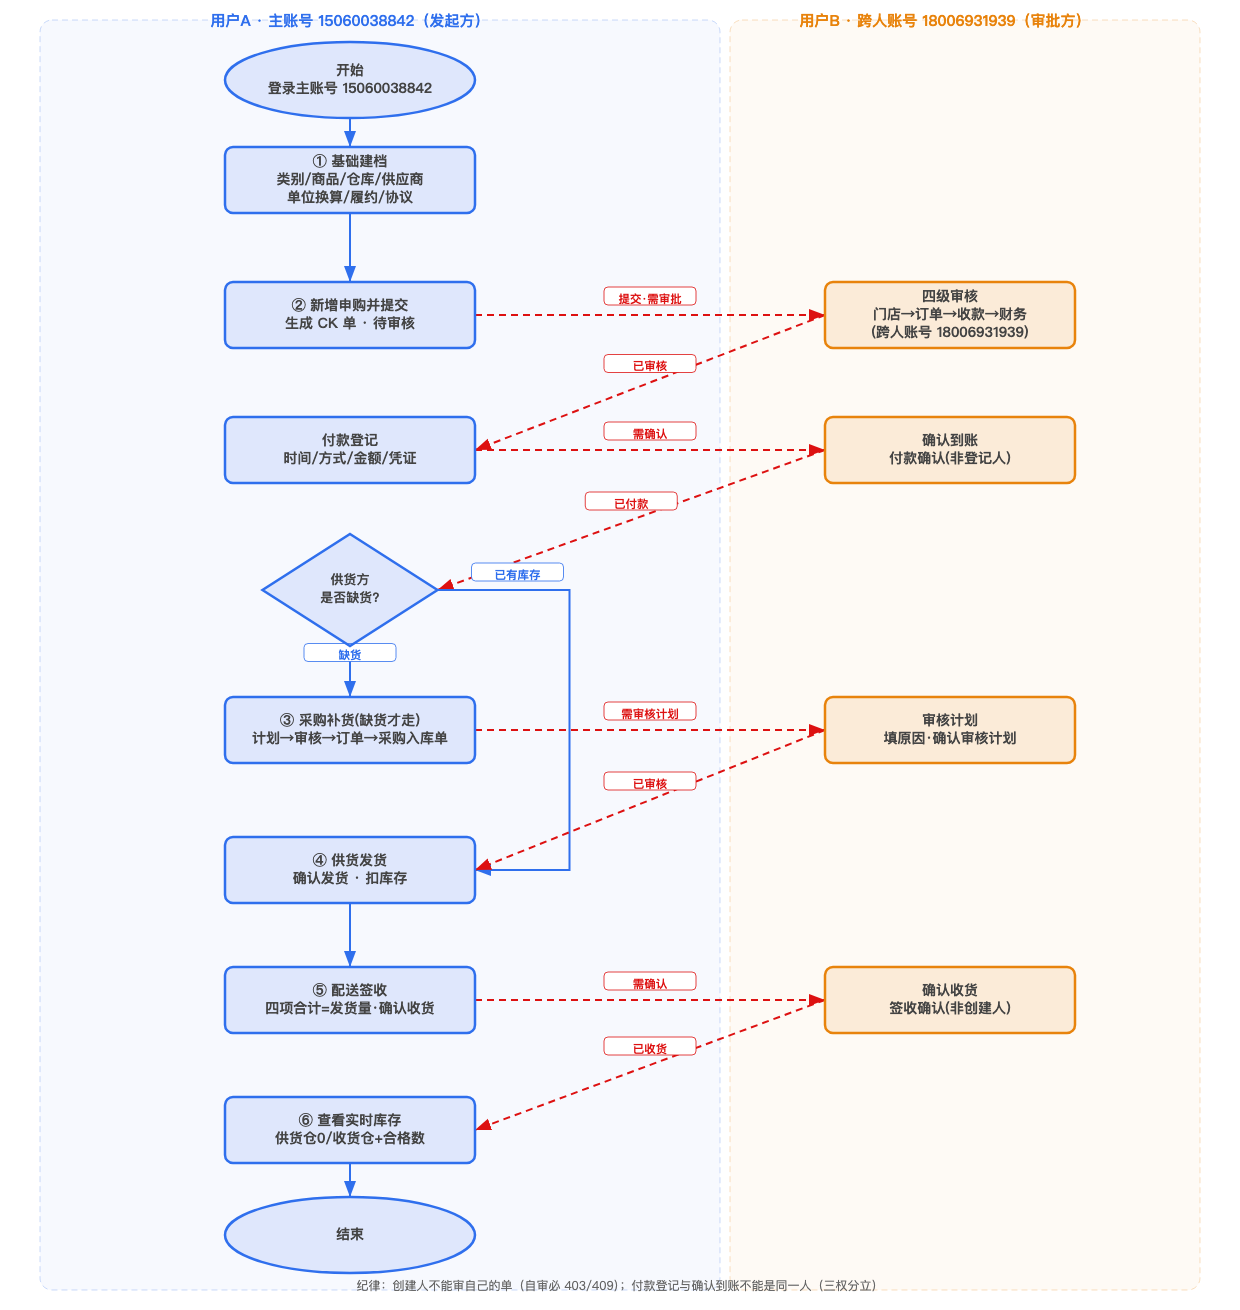 用户A · 主账号 15060038842（发起方）
用户B · 跨人账号 18006931939（审批方）
开始
登录主账号 15060038842
① 基础建档
类别/商品/仓库/供应商
单位换算/履约/协议
② 新增申购并提交
生成 CK 单 · 待审核
提交·需审批
四级审核
门店→订单→收款→财务
(跨人账号 18006931939)
已审核
付款登记
时间/方式/金额/凭证
需确认
确认到账
付款确认(非登记人)
已付款
供货方
是否缺货?
已有库存
缺货
③ 采购补货(缺货才走)
计划→审核→订单→采购入库单
需审核计划
审核计划
填原因·确认审核计划
已审核
④ 供货发货
确认发货 · 扣库存
⑤ 配送签收
四项合计=发货量·确认收货
需确认
确认收货
签收确认(非创建人)
已收货
⑥ 查看实时库存
供货仓0/收货仓+合格数
结束
纪律：创建人不能审自己的单（自审必 403/409）；付款登记与确认到账不能是同一人（三权分立）